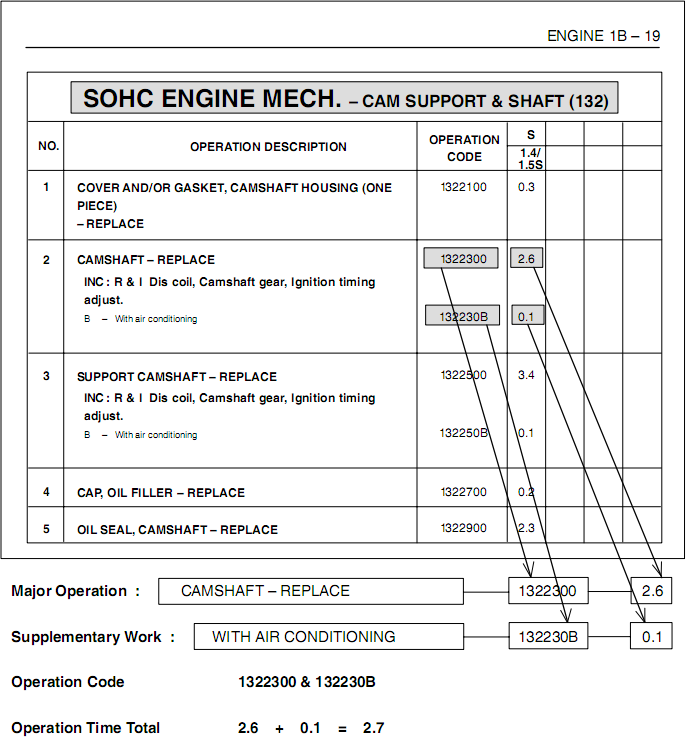 ENGINE 1B – 19
SOHC ENGINE MECH. – CAM SUPPORT & SHAFT (132)
NO. OPERATION DESCRIPTION OPERATION CODE S 1.4/ 1.5S
1 COVER AND/OR GASKET, CAMSHAFT HOUSING (ONE 1322100 0.3
PIECE)
– REPLACE
2 CAMSHAFT – REPLACE 1322300 2.6
INC : R & I Dis coil, Camshaft gear, Ignition timing
adjust.
B – With air conditioning 132230B 0.1
3 SUPPORT CAMSHAFT – REPLACE 1322500 3.4
INC : R & I Dis coil, Camshaft gear, Ignition timing
adjust.
B – With air conditioning 132250B 0.1
4 CAP, OIL FILLER – REPLACE 1322700 0.2
5 OIL SEAL, CAMSHAFT – REPLACE 1322900 2.3
Major Operation : CAMSHAFT – REPLACE 1322300 2.6
Supplementary Work : WITH AIR CONDITIONING 132230B 0.1
Operation Code 1322300 & 132230B
Operation Time Total 2.6 + 0.1 = 2.7